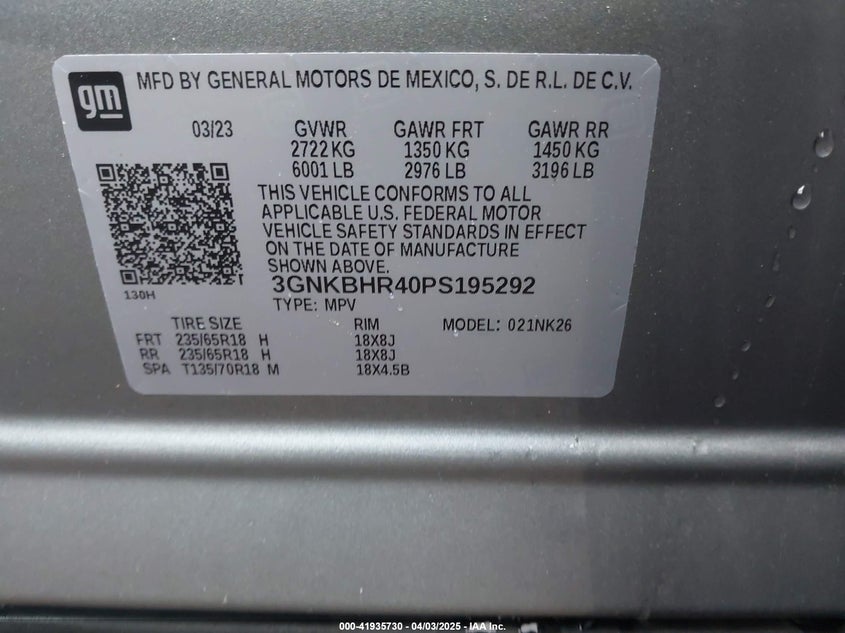 gm
MFD BY GENERAL MOTORS DE MEXICO, S. DE R.L. DE C.V.
03/23 GVWR GAWR FRT GAWR RR
2722 KG 1350 KG 1450 KG
6001 LB 2976 LB 3196 LB
THIS VEHICLE CONFORMS TO ALL
APPLICABLE U.S. FEDERAL MOTOR
VEHICLE SAFETY STANDARDS IN EFFECT
ON THE DATE OF MANUFACTURE
SHOWN ABOVE.
3GNKBHR40PS195292
130H
TYPE: MPV
TIRE SIZE RIM MODEL: 021NK26
FRT 235/65R18 H 18X8J
RR 235/65R18 H 18X8J
SPA T135/70R18 M 18X4.5B
000-41935730 - 04/03/2025 - IAA Inc.